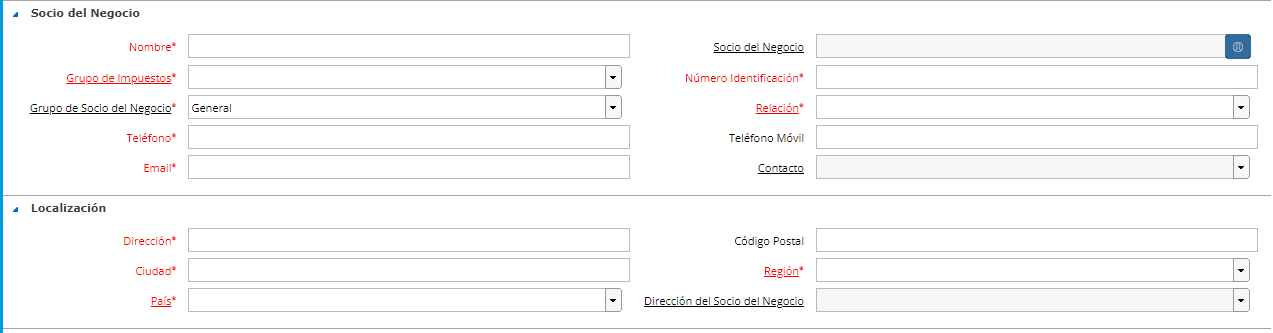 Socio del Negocio
Nombre* Socio del Negocio
Grupo de Impuestos* Número Identificación*
Grupo de Socio del Negocio* General Relación*
Teléfono* Teléfono Móvil
Email* Contacto
Localización
Dirección* Código Postal
Ciudad* Región*
País* Dirección del Socio del Negocio